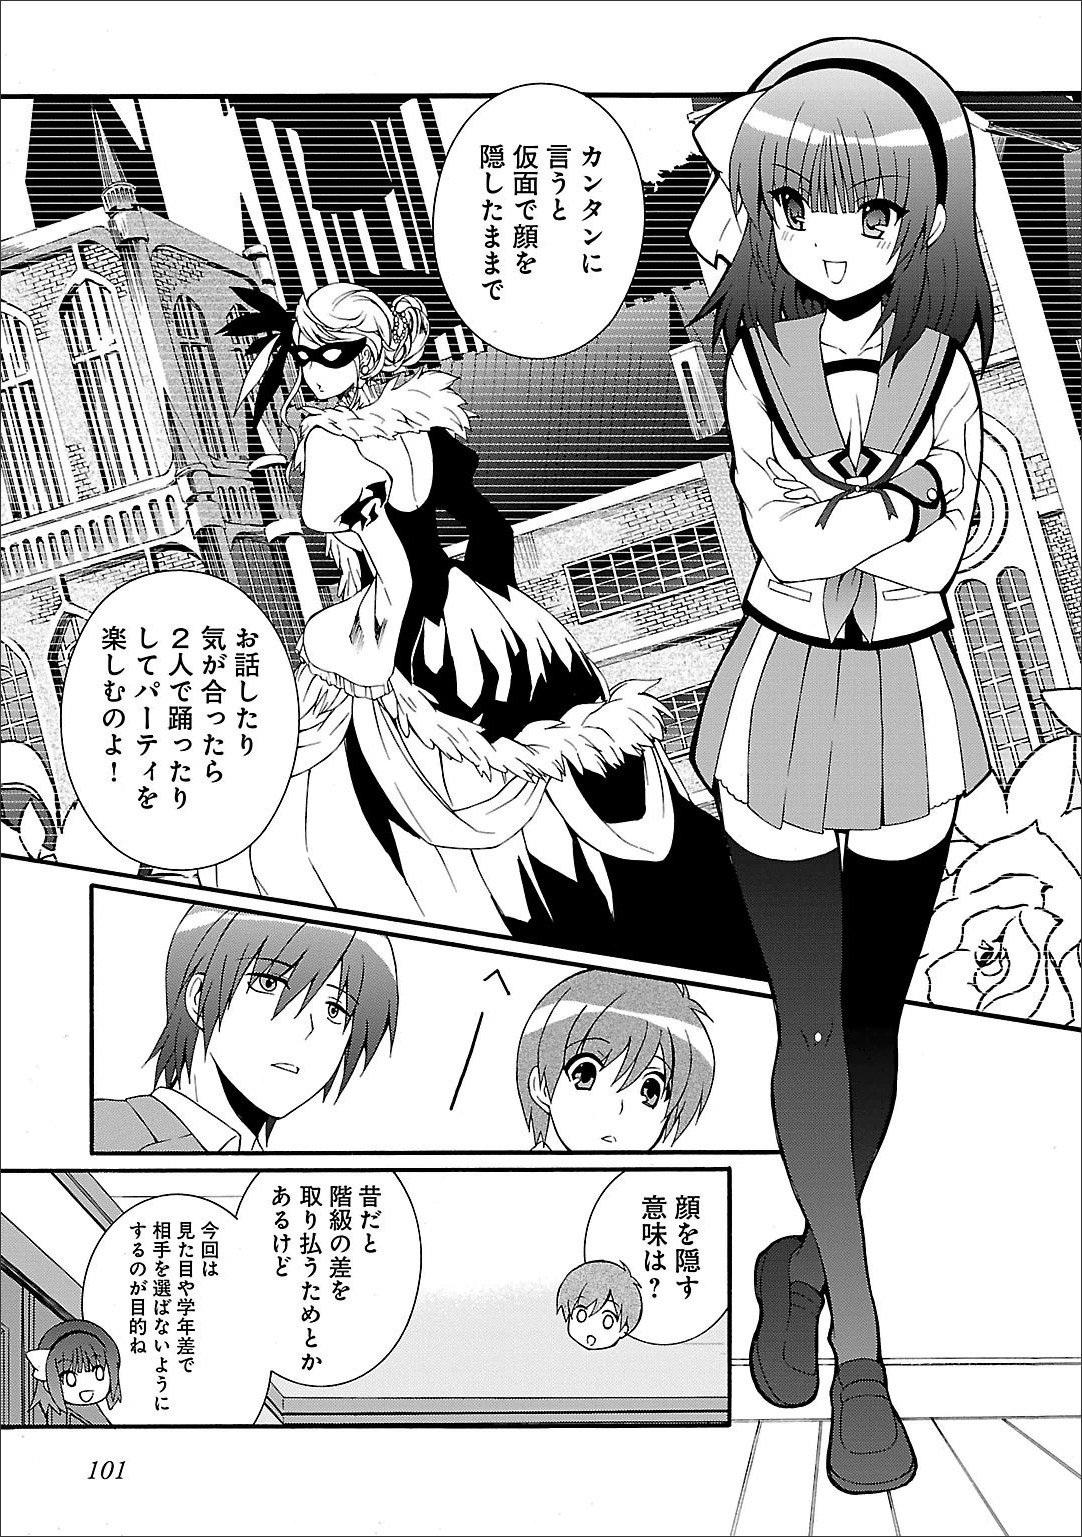 カンタンに
言うと
仮面で顔を
隠したままで
お話したり
気が合ったら
2人で踊ったり
してパーティを
楽しむのよ！
へー
顔を隠す
意味は？
昔だと
階級の差を
取り払うためとか
あるけど
今回は
見た目や学年差で
相手を選ばないように
するのが目的ね
101